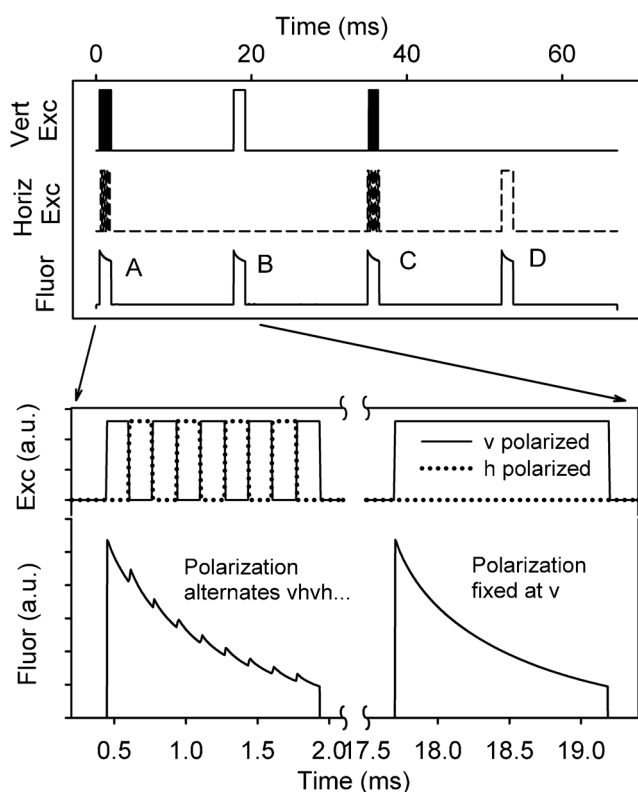 Time (ms)
0 20 40 60
Vert
Exc
Horiz
Exc
Fluor
A B C D
Exc (a.u.)
v polarized
h polarized
Fluor (a.u.)
Polarization
alternates vhvh...
Polarization
fixed at v
0.5 1.0 1.5 2.0 17.5 18.0 18.5 19.0
Time (ms)